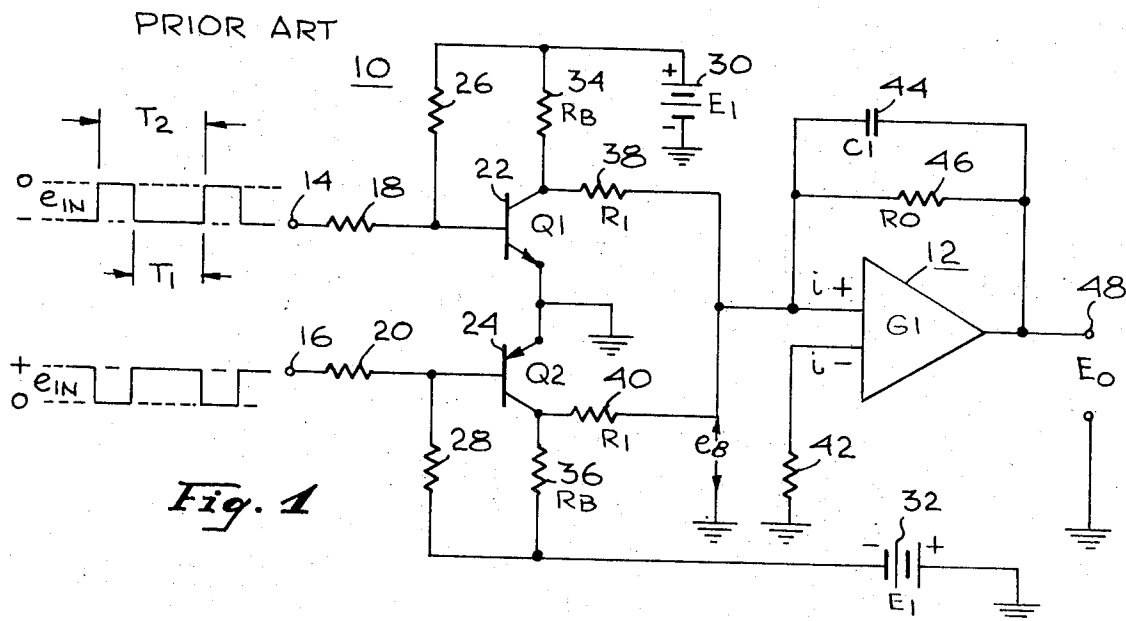 PRIOR ART
10
30
+
E1
-
26
34
RB
44
C1
T2
0
eIN
-
14
18
22
Q1
38
R1
46
RO
T1
i +
12
G1
48
16
20
24
Q2
40
R1
i -
EO
+
eIN
0
28
36
RB
eB
42
Fig. 1
32
- +
E1